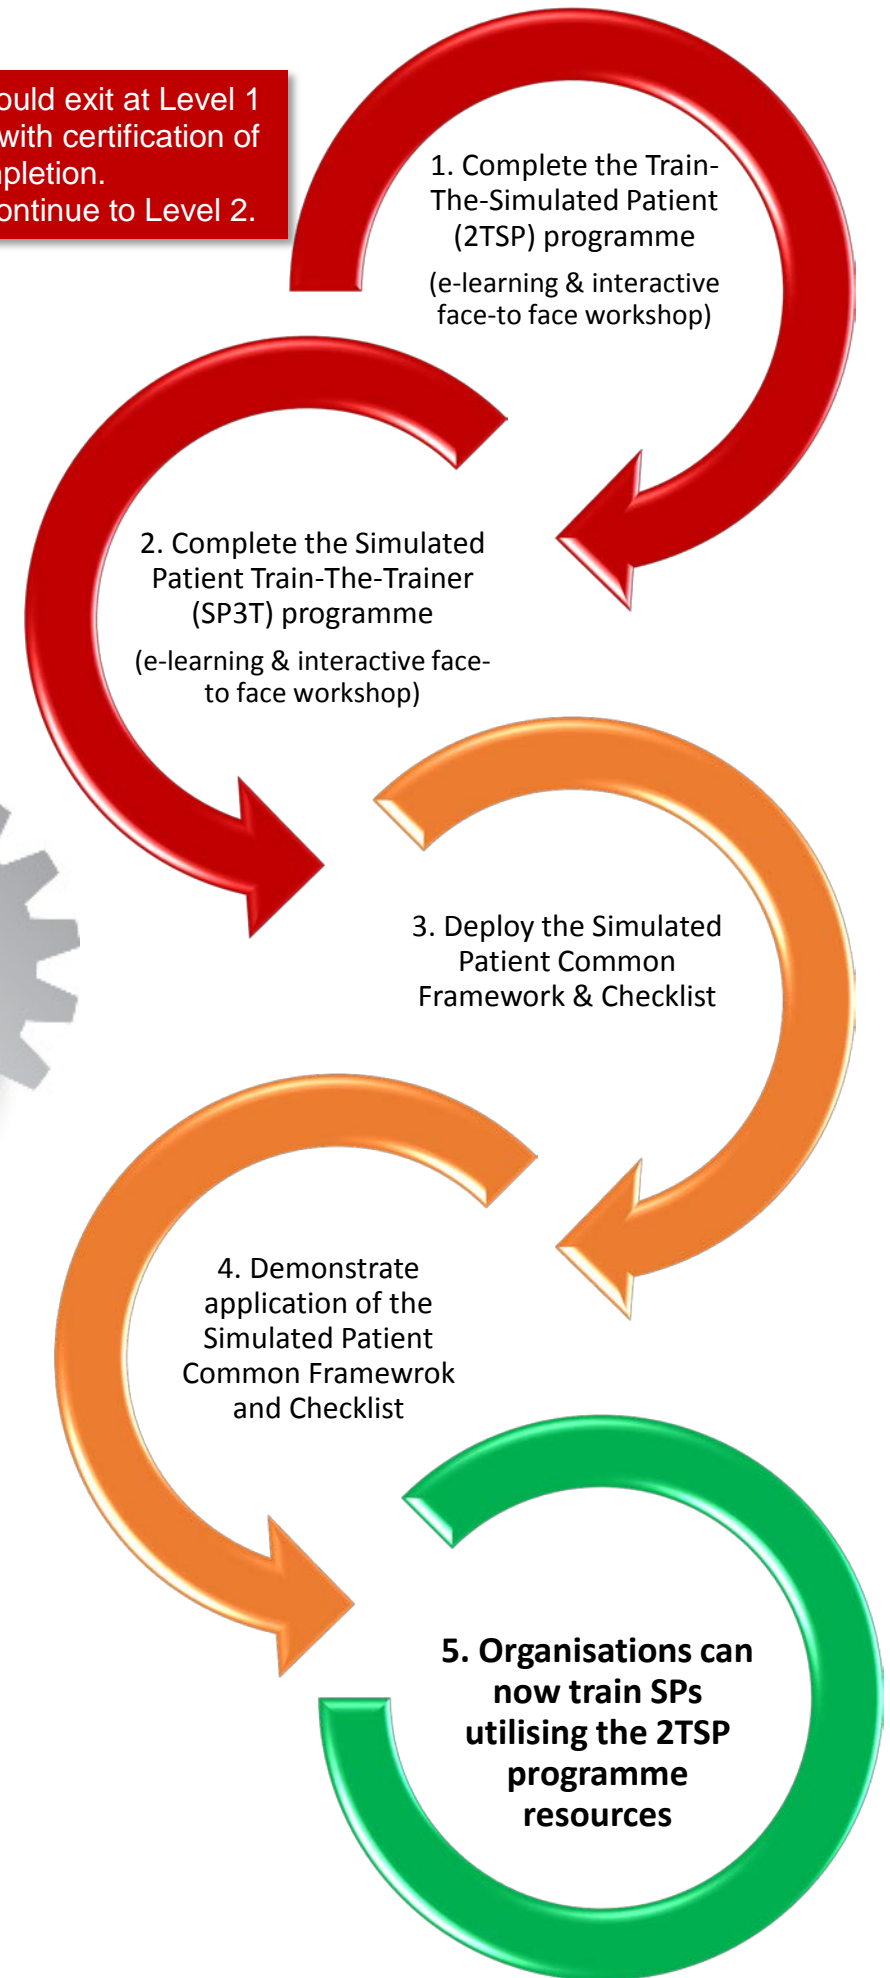 ould exit at Level 1
with certification of
pletion.
ontinue to Level 2.
1. Complete the Train-
The-Simulated Patient
(2TSP) programme
(e-learning & interactive
face-to face workshop)
2. Complete the Simulated
Patient Train-The-Trainer
(SP3T) programme
(e-learning & interactive face-
to face workshop)
3. Deploy the Simulated
Patient Common
Framework & Checklist
4. Demonstrate
application of the
Simulated Patient
Common Framewrok
and Checklist
5. Organisations can
now train SPs
utilising the 2TSP
programme
resources